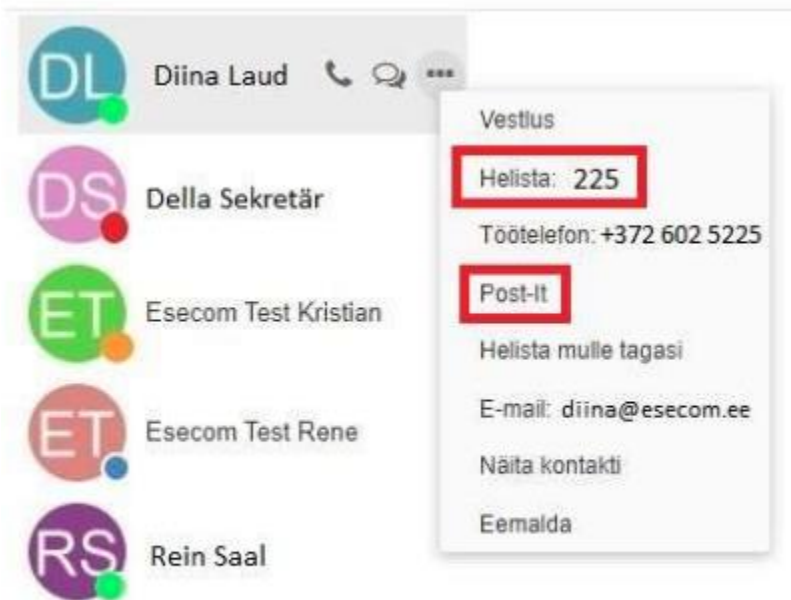 DL Diina Laud
Vestlus
Helista: 225
DS Della Sekretär
Töötelefon: +372 602 5225
Post-It
ET Esecom Test Kristian
Helista mulle tagasi
E-mail: diina@esecom.ee
ET Esecom Test Rene
Näita kontakti
Eemalda
RS Rein Saal